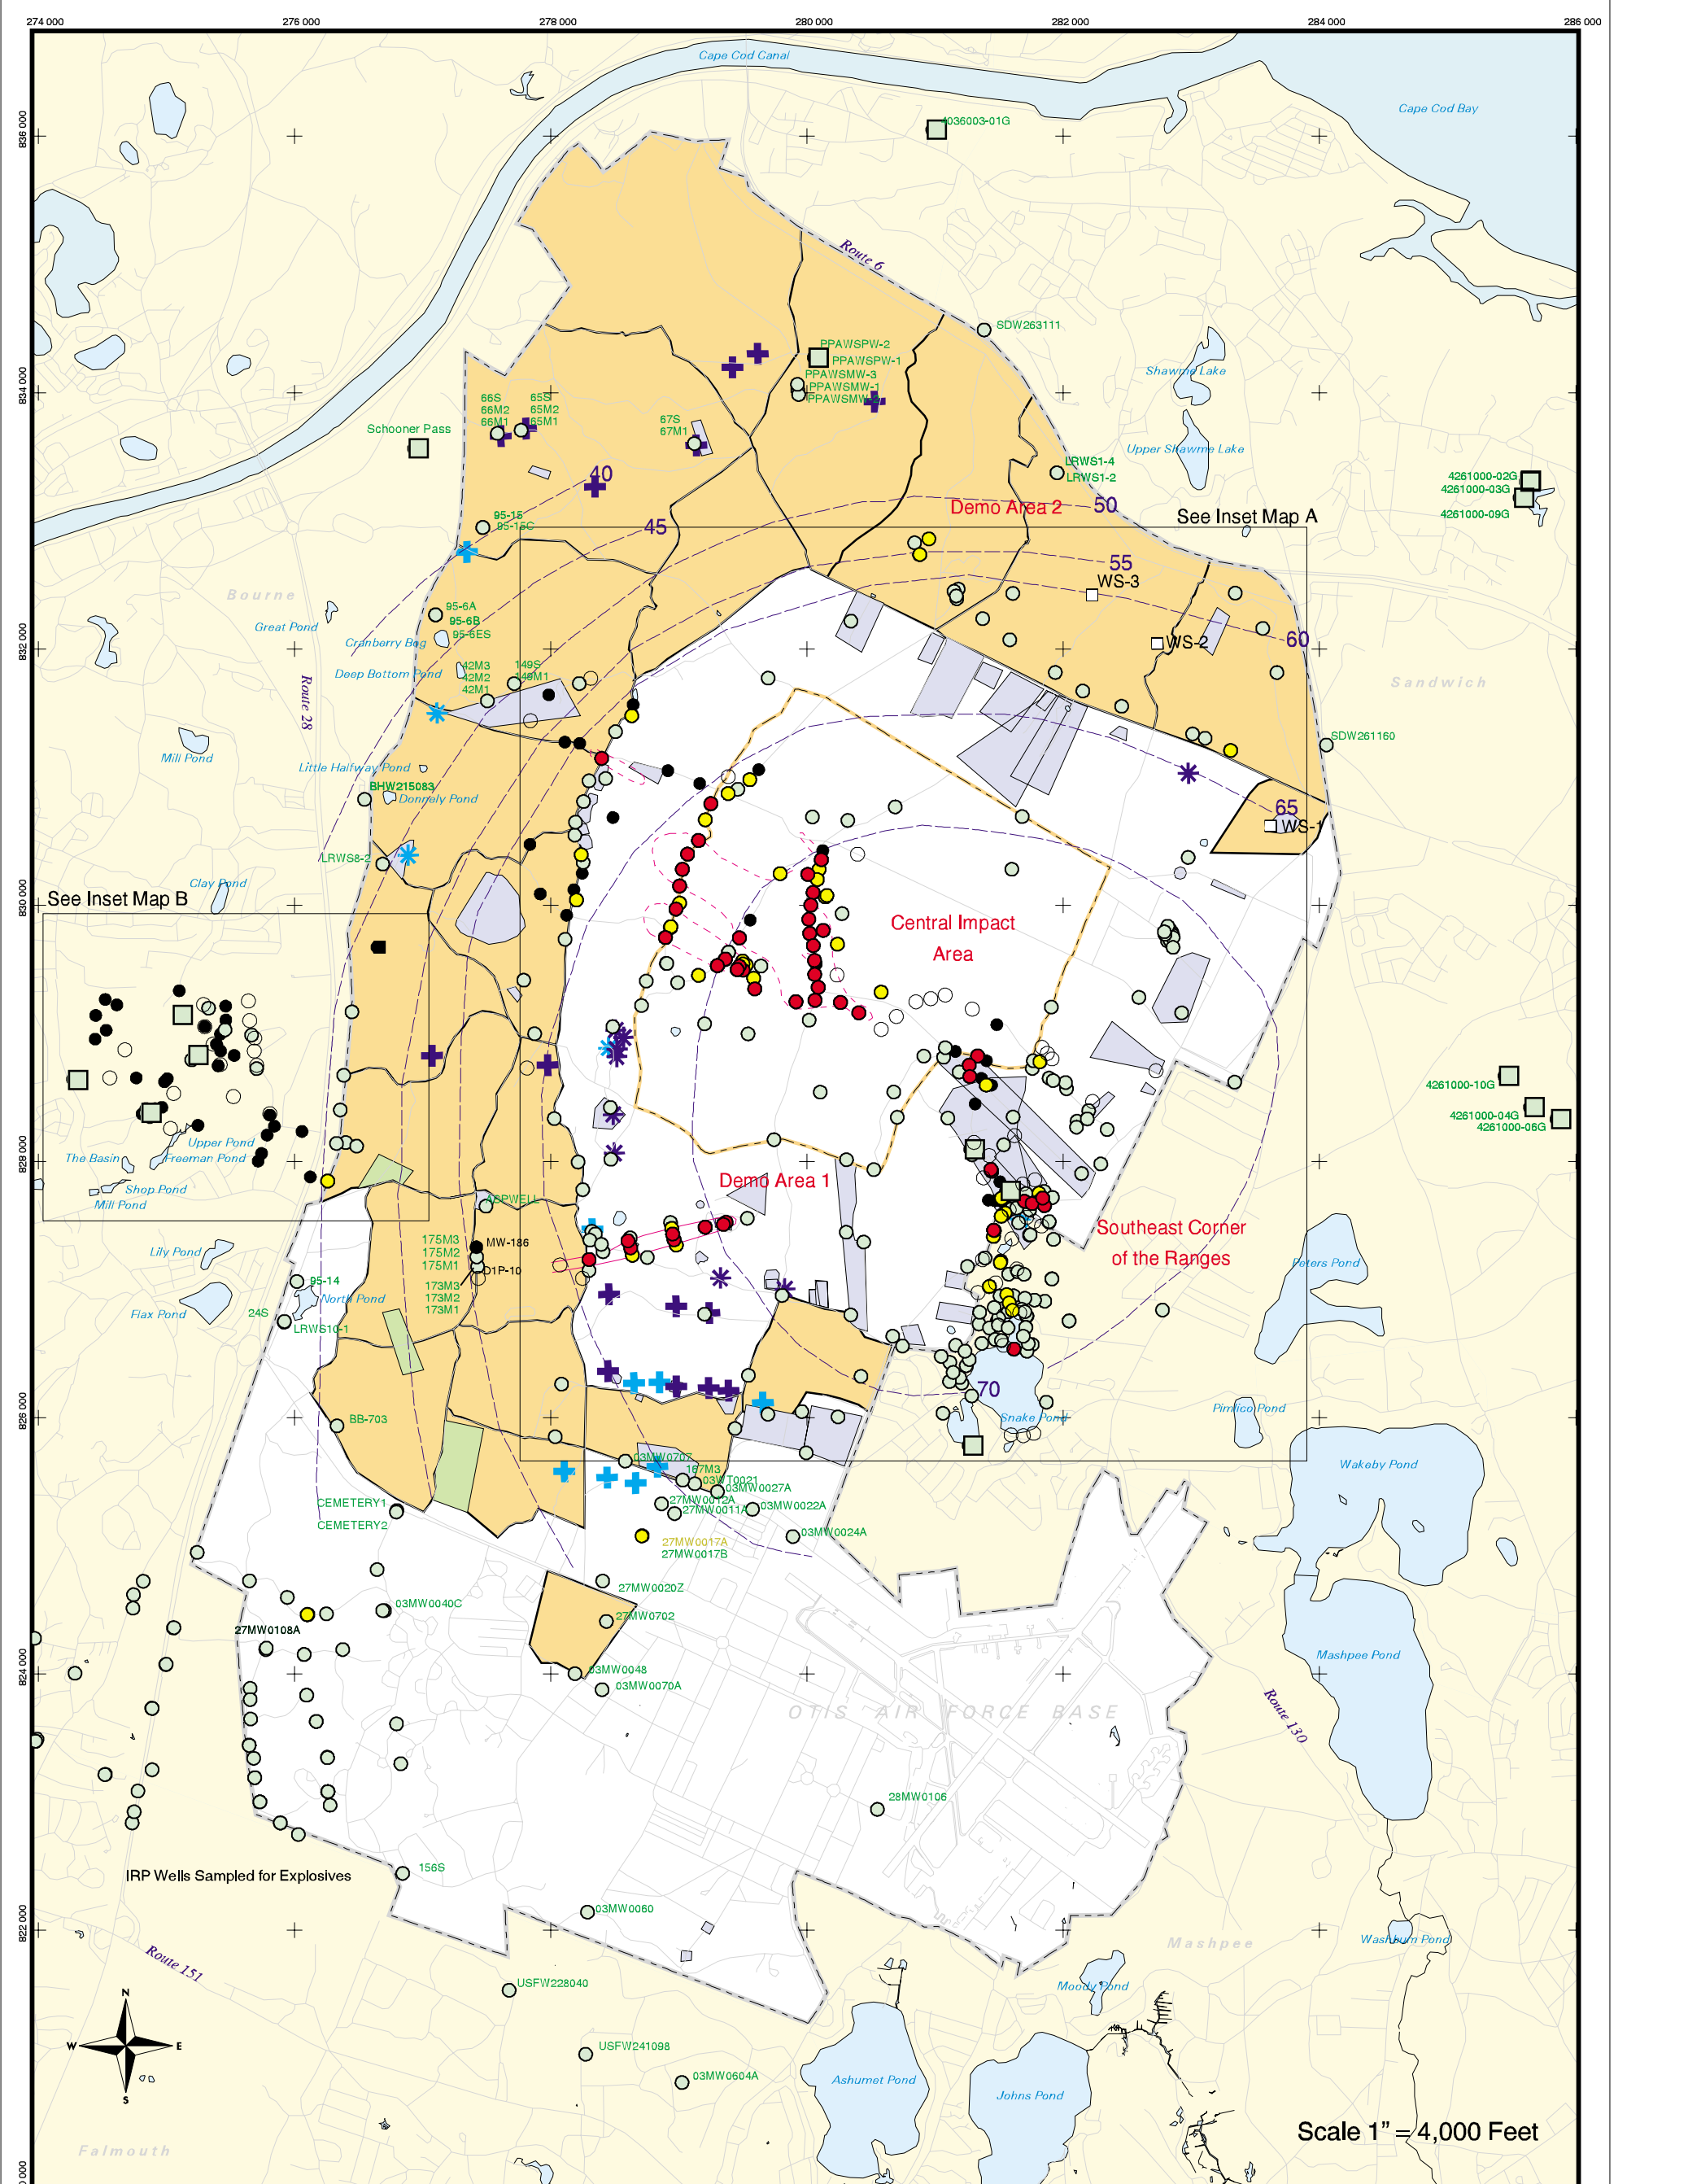 274 000
276 000
278 000
280 000
282 000
284 000
286 000
Cape Cod Canal
Cape Cod Bay
836 000
4036003-01G
Route 6
SDW263111
PPAWSPW-2
PPAWSPW-1
PPAWSMW-3
PPAWSMW-1
PPAWSMW-2
Shawme Lake
834 000
66S
66M2
66M1
65S
65M2
65M1
67S
67M1
Schooner Pass
Upper Shawme Lake
LRWS1-4
LRWS1-2
4261000-02G
4261000-03G
4261000-09G
40
45
50
Demo Area 2
See Inset Map A
95-15
95-15C
55
WS-3
Bourne
Great Pond
95-6A
95-6B
95-6ES
Cranberry Bog
60
WS-2
832 000
Deep Bottom Pond
42M3
42M2
42M1
149S
149M1
Sandwich
Route 28
SDW261160
Mill Pond
Little Halfway Pond
BHW215083
Donnaly Pond
65
WS-1
LRWS8-2
Clay Pond
See Inset Map B
830 000
Central Impact
Area
4261000-10G
4261000-04G
4261000-06G
Upper Pond
Freeman Pond
The Basin
828 000
Shop Pond
Mill Pond
Demo Area 1
ASPWELL
Southeast Corner
of the Ranges
Lily Pond
175M3
175M2
175M1
MW-186
D1P-10
173M3
173M2
173M1
95-14
North Pond
Flax Pond
24S
LRWS10-1
Peters Pond
70
Snake Pond
Pimlico Pond
826 000
BB-703
03MW0707
167M3
03WT0021
03MW0027A
27MW0012A
27MW0011A
03MW0022A
03MW0024A
27MW0017A
27MW0017B
CEMETERY1
CEMETERY2
Wakeby Pond
27MW0020Z
03MW0040C
27MW0702
27MW0108A
Mashpee Pond
824 000
03MW0048
03MW0070A
OTIS AIR FORCE BASE
Route 130
28MW0106
IRP Wells Sampled for Explosives
156S
03MW0060
822 000
Mashpee
Washburn Pond
Route 151
USFW228040
Moody Pond
N
W
E
S
USFW241098
03MW0604A
Ashumet Pond
Johns Pond
Scale 1" = 4,000 Feet
Falmouth